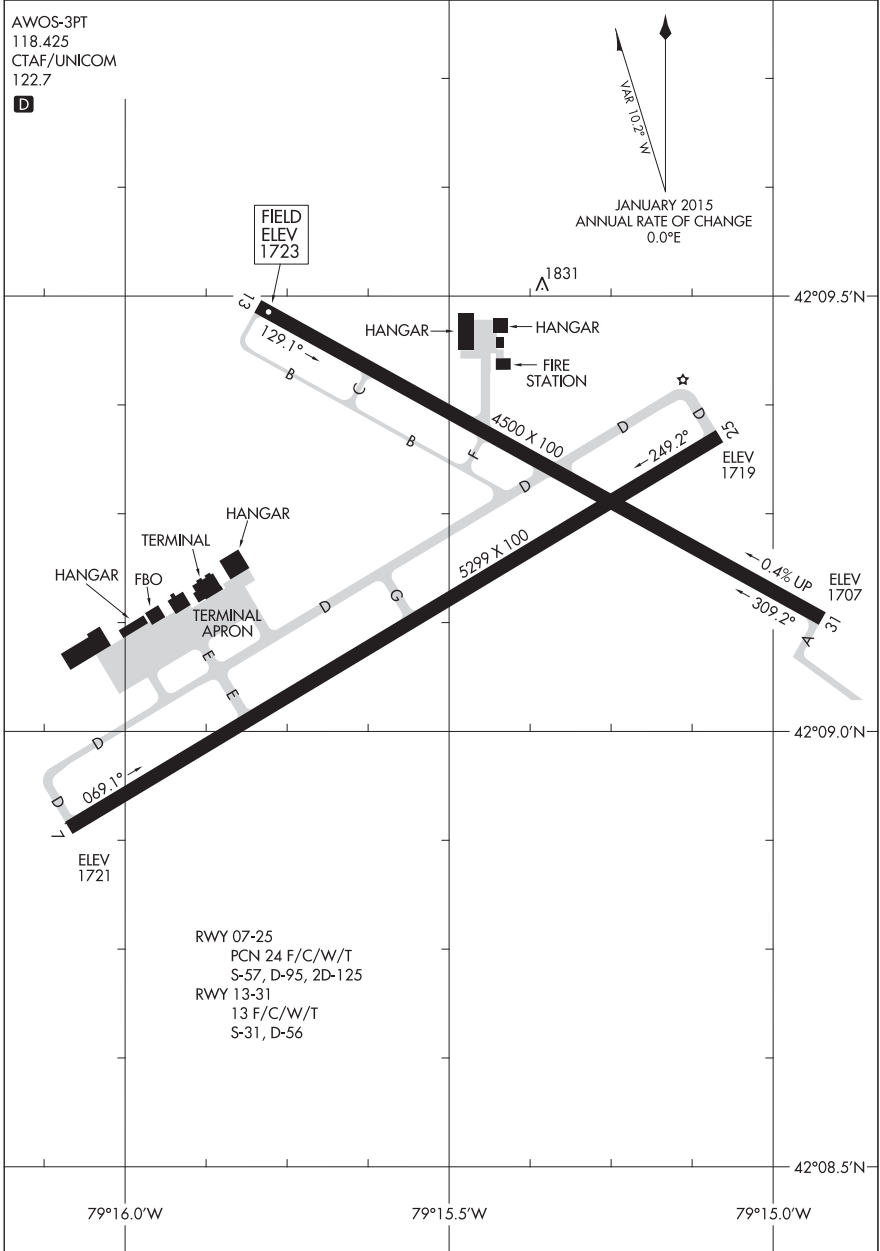 AWOS-3PT
118.425
CTAF/UNICOM
122.7
D
VAR 10.2° W
JANUARY 2015
ANNUAL RATE OF CHANGE
0.0°E
FIELD
ELEV
1723
1831
42°09.5'N
13
129.1°
HANGAR
HANGAR
FIRE
STATION
B
C
B
F
4500 X 100
D
D
D
25
249.2°
ELEV
1719
HANGAR
TERMINAL
HANGAR
FBO
TERMINAL
APRON
5299 X 100
0.4% UP
309.2°
ELEV
1707
31
A
D
G
E
E
42°09.0'N
D
069.1°
D
7
ELEV
1721
RWY 07-25
PCN 24 F/C/W/T
S-57, D-95, 2D-125
RWY 13-31
13 F/C/W/T
S-31, D-56
42°08.5'N
79°16.0'W
79°15.5'W
79°15.0'W